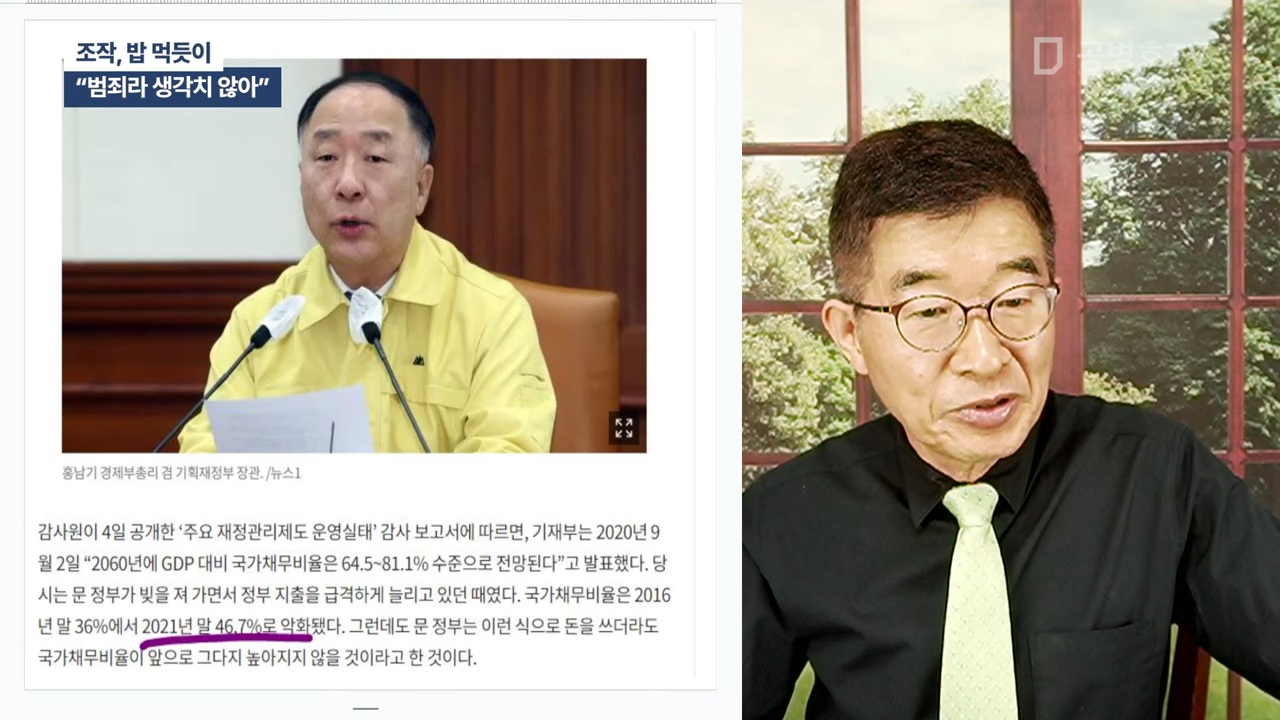 조작, 밥 먹듯이
“범죄라 생각치 않아”
공병호TV
홍남기 경제부총리 겸 기획재정부 장관. /뉴스1
감사원이 4일 공개한 ‘주요 재정관리제도 운영실태’ 감사 보고서에 따르면, 기재부는 2020년 9
월 2일 “2060년에 GDP 대비 국가채무비율은 64.5~81.1% 수준으로 전망된다”고 발표했다. 당
시는 문 정부가 빚을 져 가면서 정부 지출을 급격하게 늘리고 있던 때였다. 국가채무비율은 2016
년 말 36%에서 2021년 말 46.7%로 악화됐다. 그런데도 문 정부는 이런 식으로 돈을 쓰더라도
국가채무비율이 앞으로 그다지 높아지지 않을 것이라고 한 것이다.